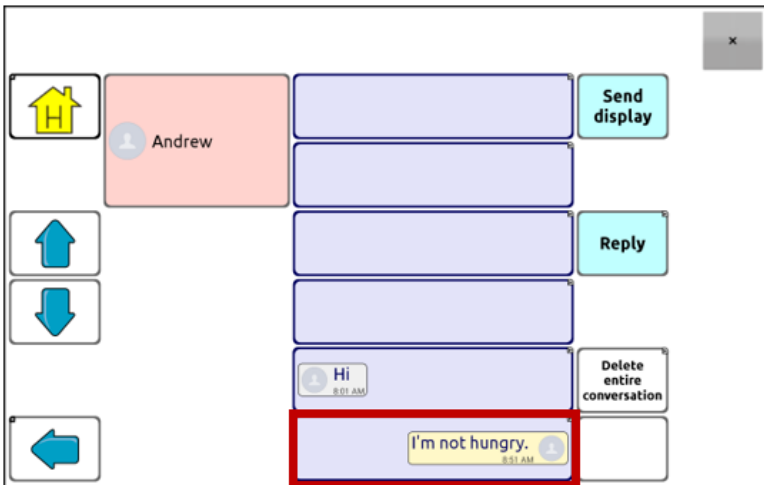 ×
H
Andrew
Send
display
Reply
Hi
8:01 AM
Delete
entire
conversation
I'm not hungry.
8:51 AM